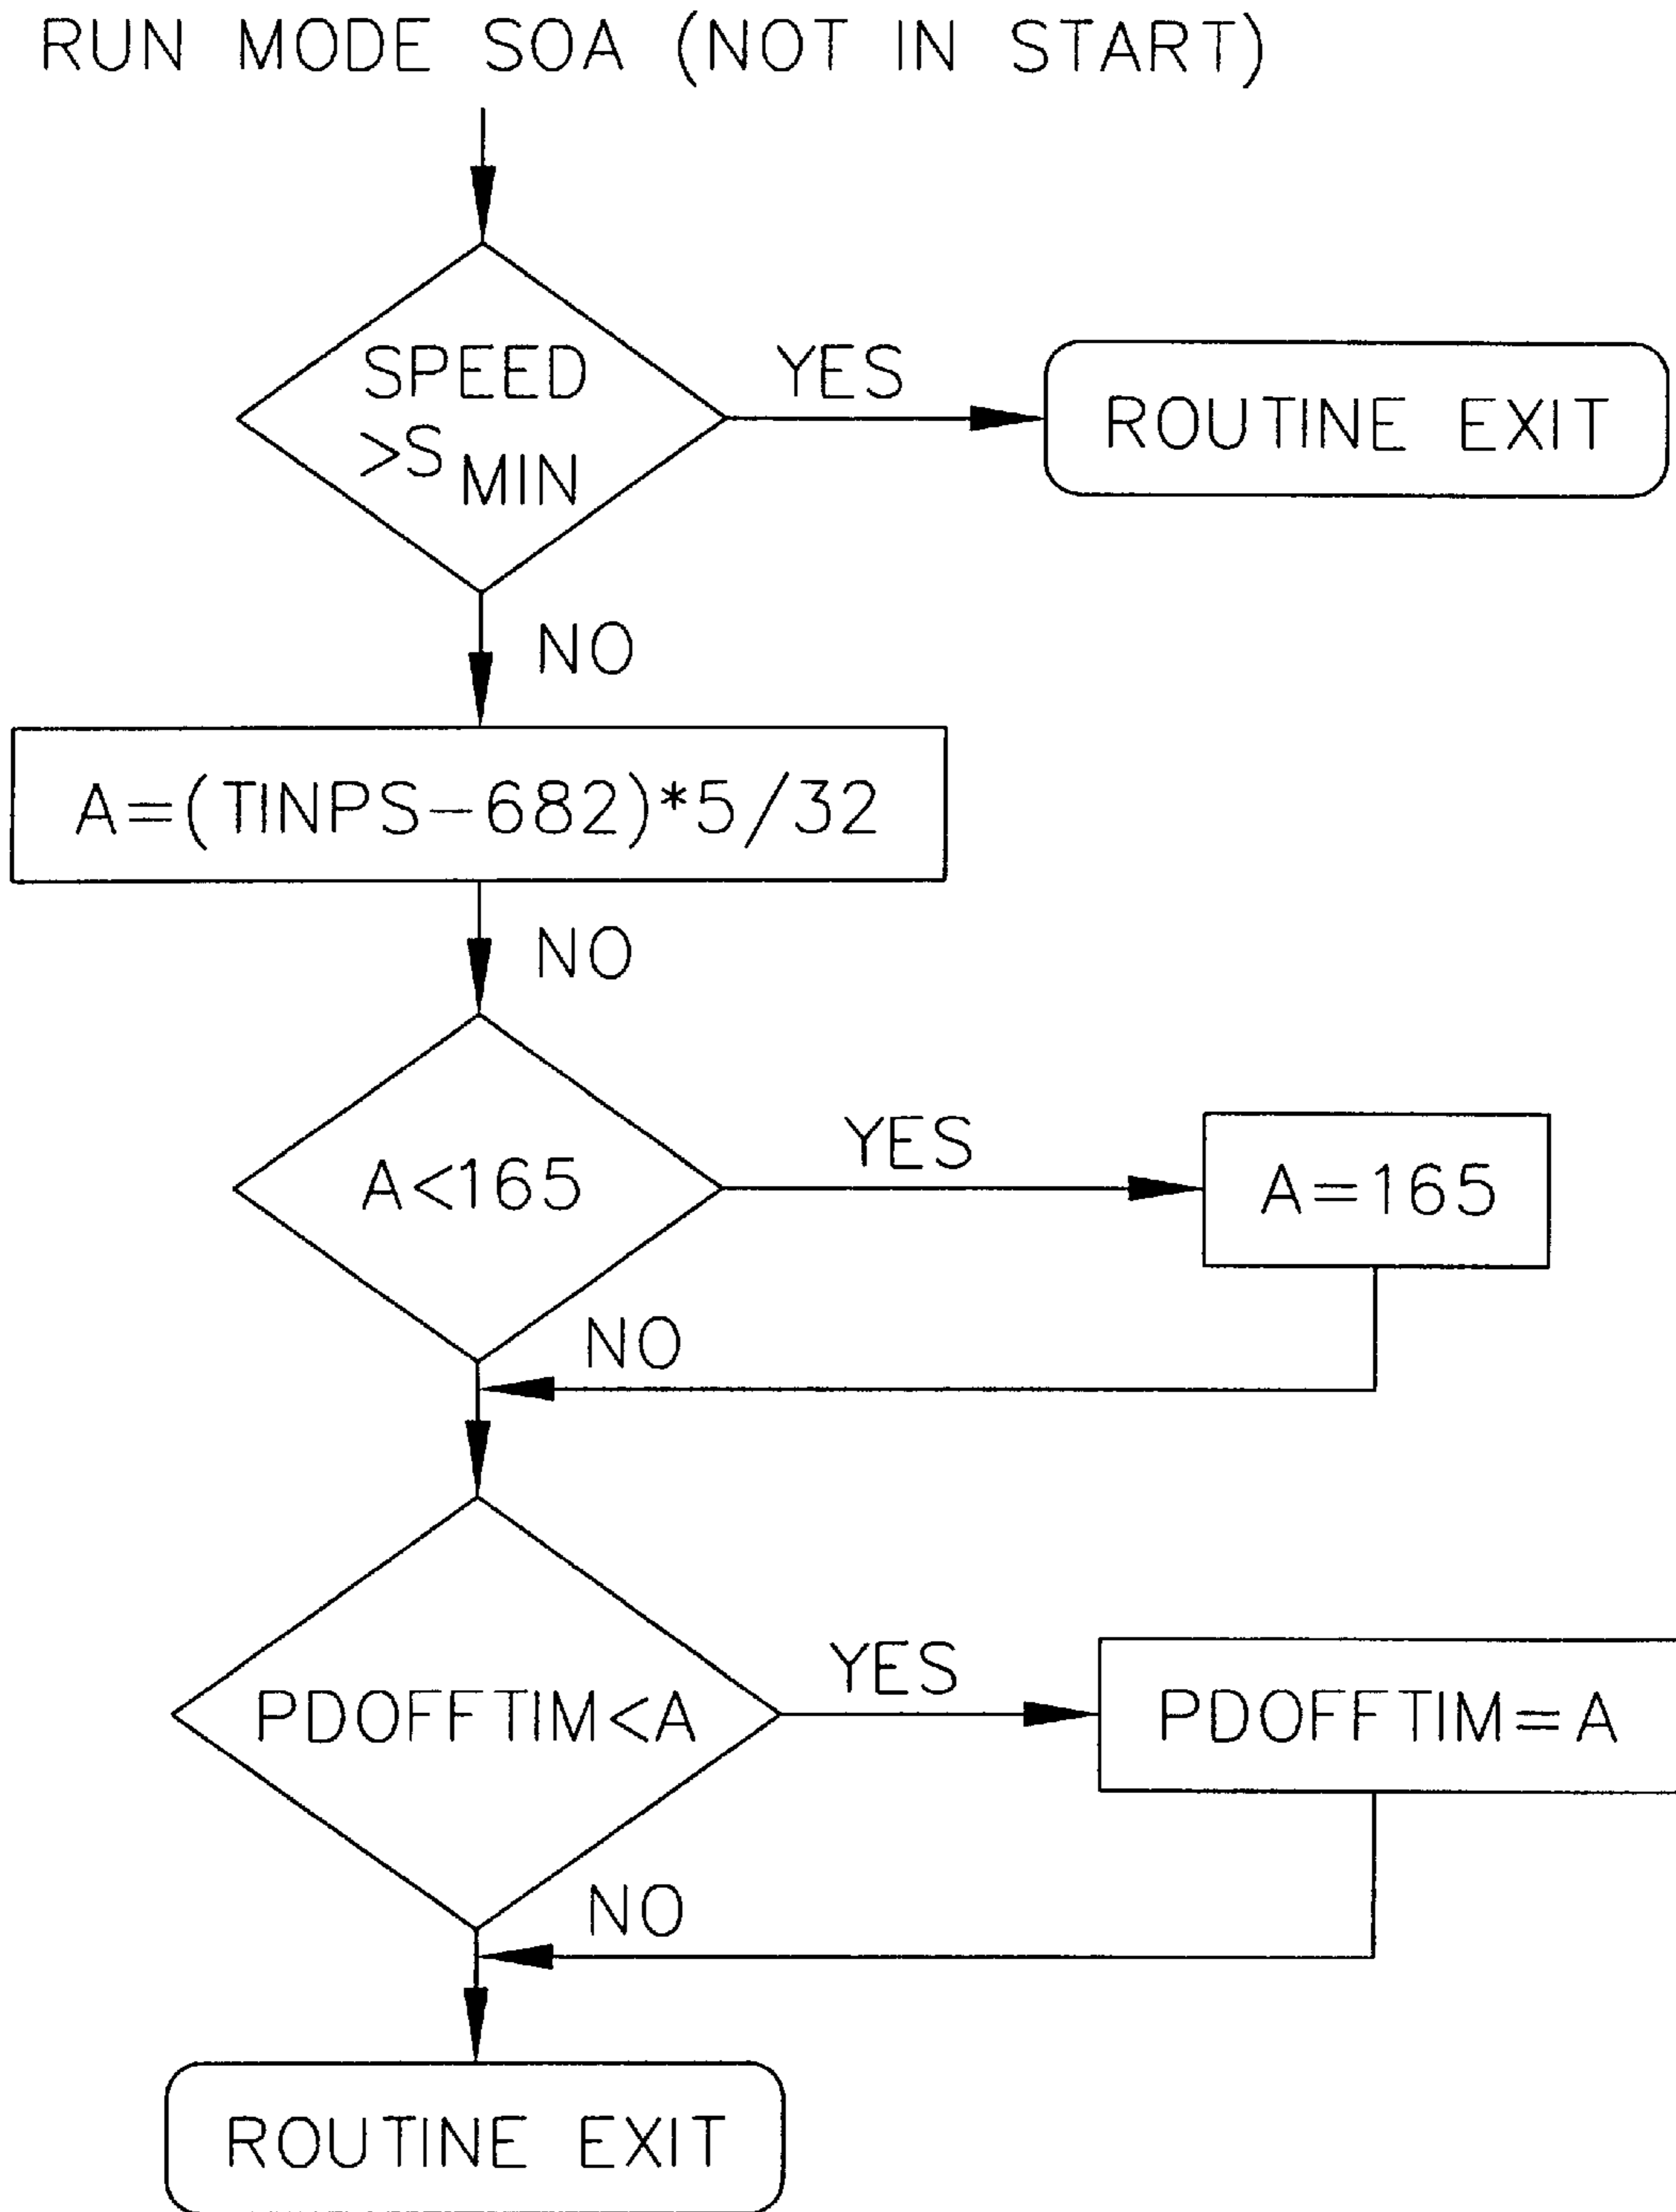 RUN MODE SOA (NOT IN START)
SPEED
>S MIN
YES
ROUTINE EXIT
NO
A=(TINPS-682)*5/32
NO
A<165
YES
A=165
NO
PDOFFTIM<A
YES
PDOFFTIM=A
NO
ROUTINE EXIT